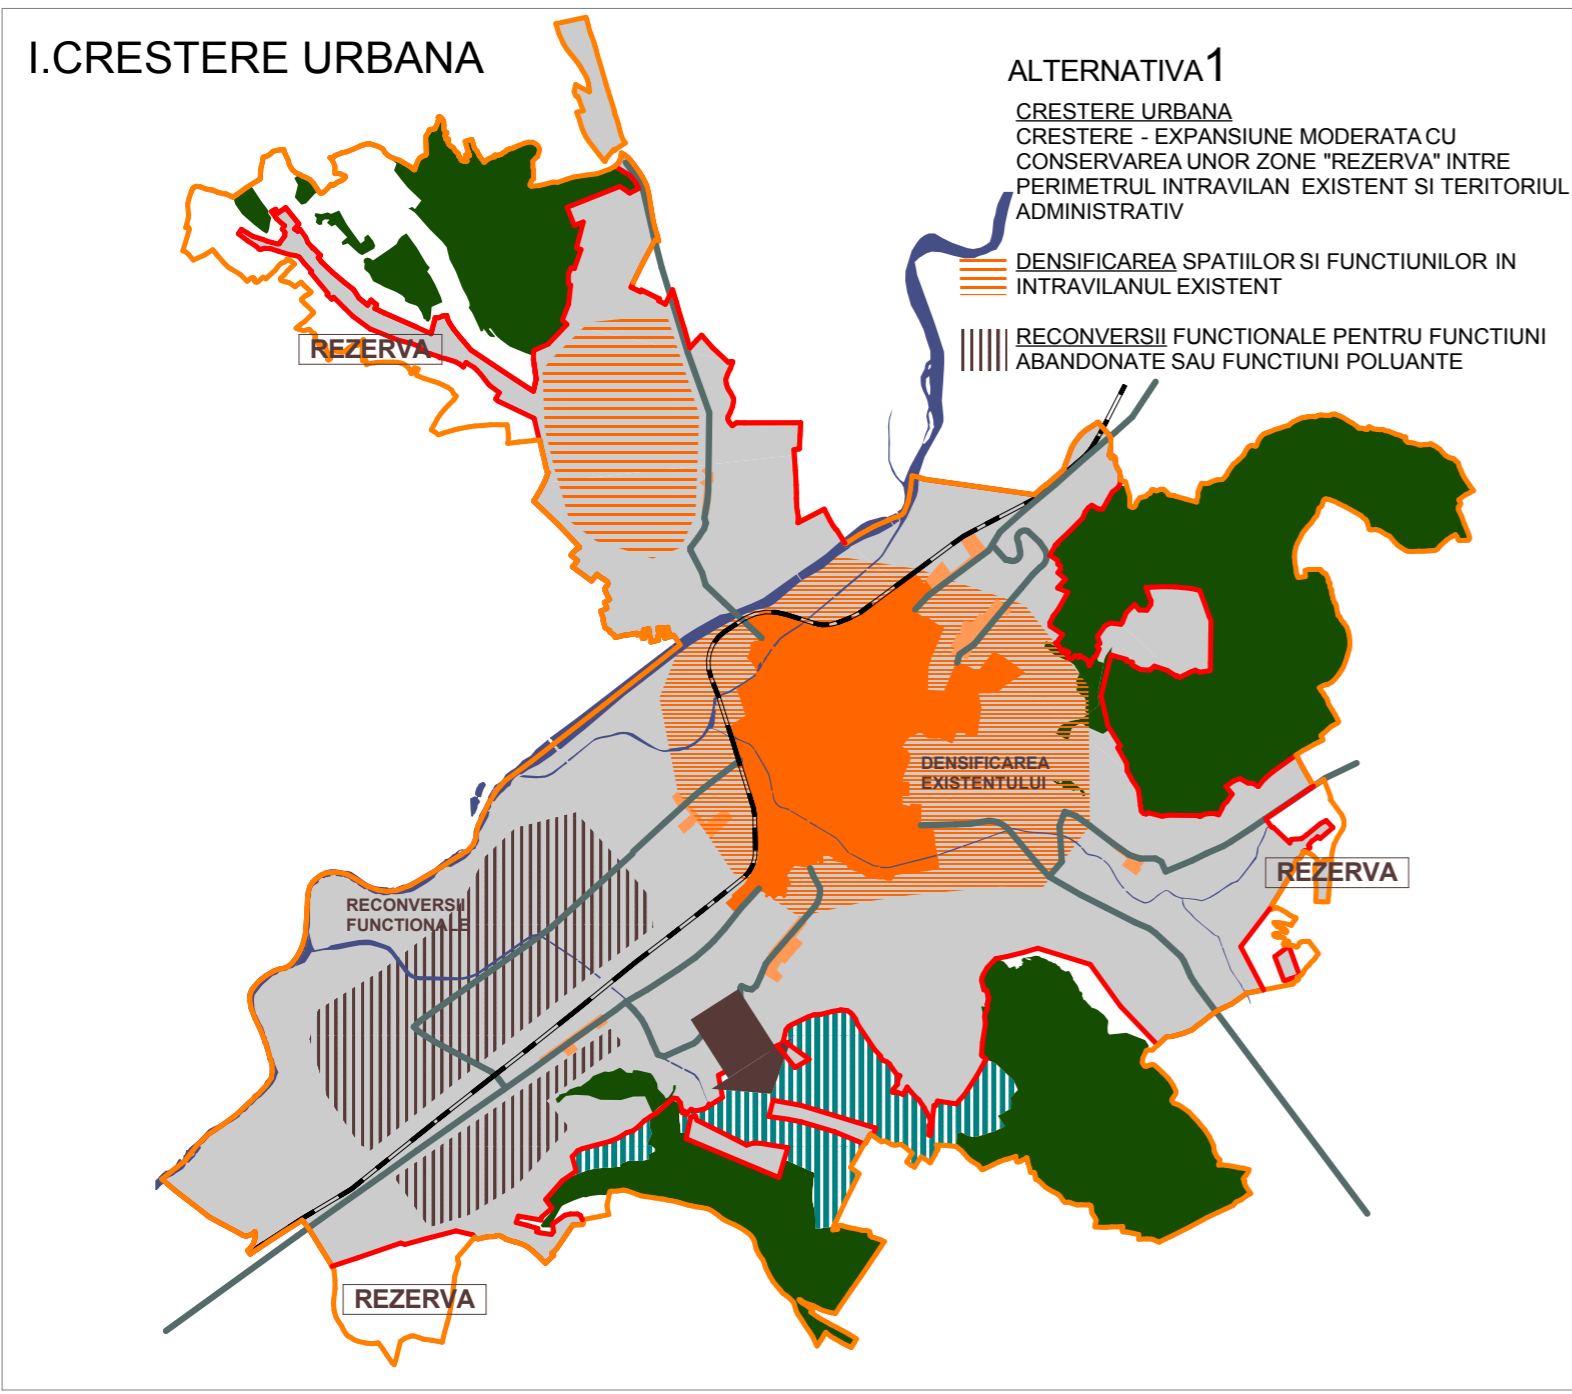 I.CRESTERE URBANA
ALTERNATIVA 1
CRESTERE URBANA
CRESTERE - EXPANSIUNE MODERATA CU
CONSERVAREA UNOR ZONE "REZERVA" INTRE
PERIMETRUL INTRAVILAN EXISTENT SI TERITORIUL
ADMINISTRATIV
DENSIFICAREA SPATIILOR SI FUNCTIUNILOR IN
INTRAVILANUL EXISTENT
RECONVERSII FUNCTIONALE PENTRU FUNCTIUNI
ABANDONATE SAU FUNCTIUNI POLUANTE
REZERVA
DENSIFICAREA
EXISTENTULUI
REZERVA
RECONVERSII
FUNCTIONALE
REZERVA